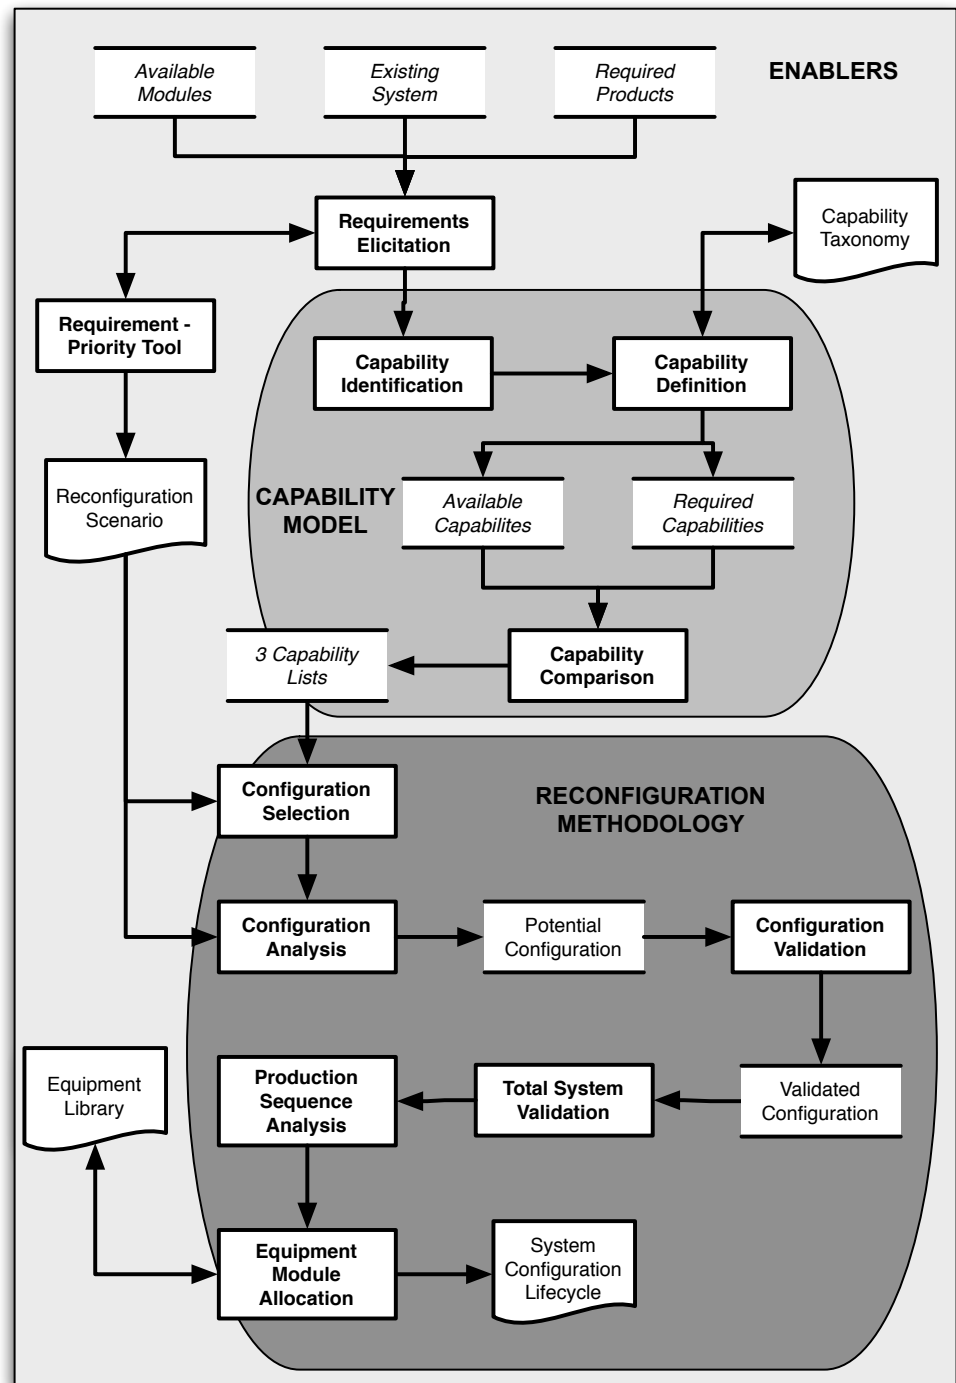 Available
Modules
Existing
System
Required
Products
ENABLERS
Requirements
Elicitation
Capability
Taxonomy
Requirement -
Priority Tool
Capability
Identification
Capability
Definition
Reconfiguration
Scenario
CAPABILITY
MODEL
Available
Capabilites
Required
Capabilities
3 Capability
Lists
Capability
Comparison
Configuration
Selection
RECONFIGURATION
METHODOLOGY
Configuration
Analysis
Potential
Configuration
Configuration
Validation
Equipment
Library
Production
Sequence
Analysis
Total System
Validation
Validated
Configuration
Equipment
Module
Allocation
System
Configuration
Lifecycle